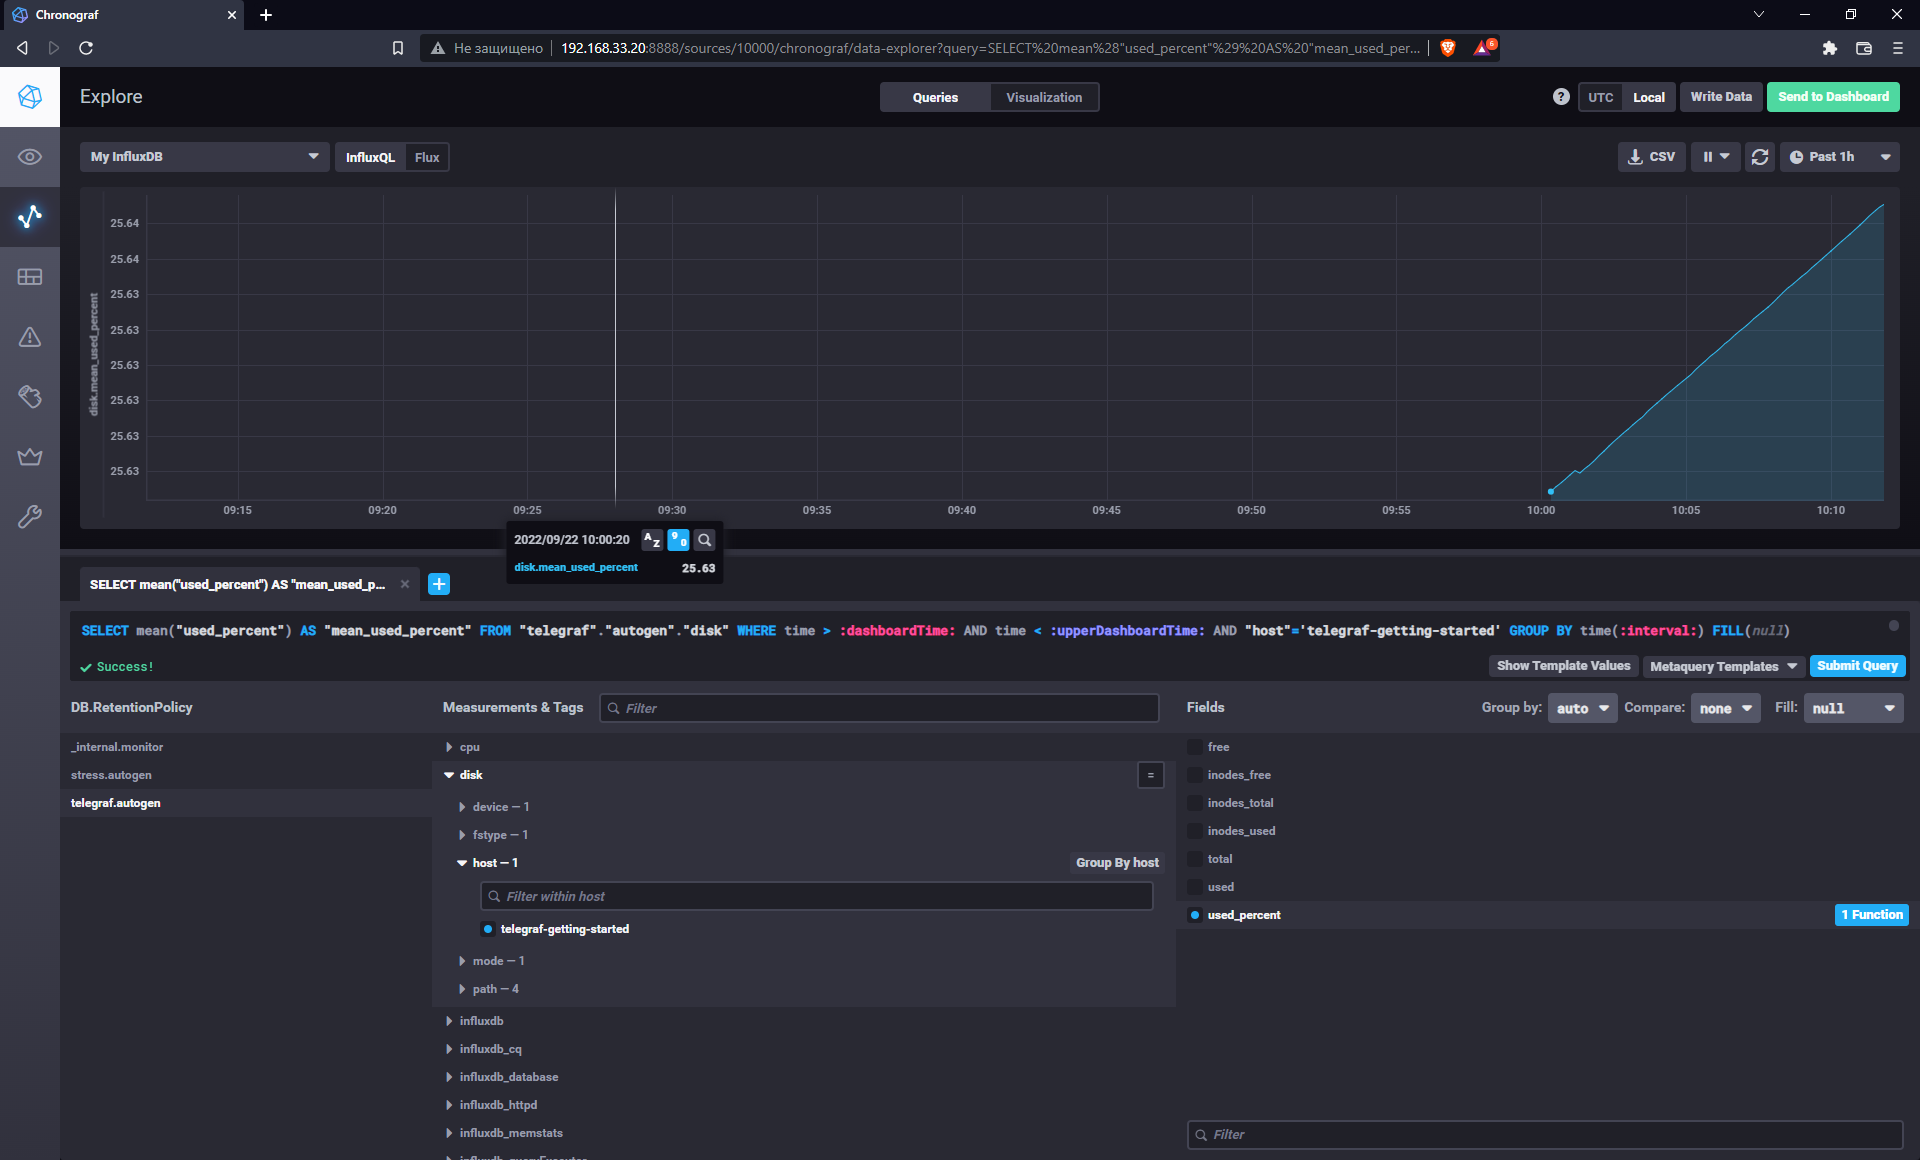 Chronograf
Не защищено
192.168.33.20:8888/sources/10000/chronograf/data-explorer?query=SELECT%20mean%28"used_percent"%29%20AS%20"mean_used_per...
6
Explore
Queries
Visualization
?
UTC
Local
Write Data
Send to Dashboard
My InfluxDB
InfluxQL
Flux
CSV
Past 1h
disk.mean_used_percent
25.64
25.64
25.63
25.63
25.63
25.63
25.63
25.63
09:15
09:20
09:25
09:30
09:35
09:40
09:45
09:50
09:55
10:00
10:05
10:10
2022/09/22 10:00:20
A Z
9 0
disk.mean_used_percent
25.63
SELECT mean("used_percent") AS "mean_used_p...
SELECT mean("used_percent") AS "mean_used_percent" FROM "telegraf"."autogen"."disk" WHERE time > :dashboardTime: AND time < :upperDashboardTime: AND "host"='telegraf-getting-started' GROUP BY time(:interval:) FILL(null)
Success!
Show Template Values
Metaquery Templates
Submit Query
DB.RetentionPolicy
_internal.monitor
stress.autogen
telegraf.autogen
Measurements & Tags
Filter
cpu
disk
=
device — 1
fstype — 1
host — 1
Group By host
Filter within host
telegraf-getting-started
mode — 1
path — 4
influxdb
influxdb_cq
influxdb_database
influxdb_httpd
influxdb_memstats
Fields
Group by:
auto
Compare:
none
Fill:
null
free
inodes_free
inodes_total
inodes_used
total
used
used_percent
1 Function
Filter